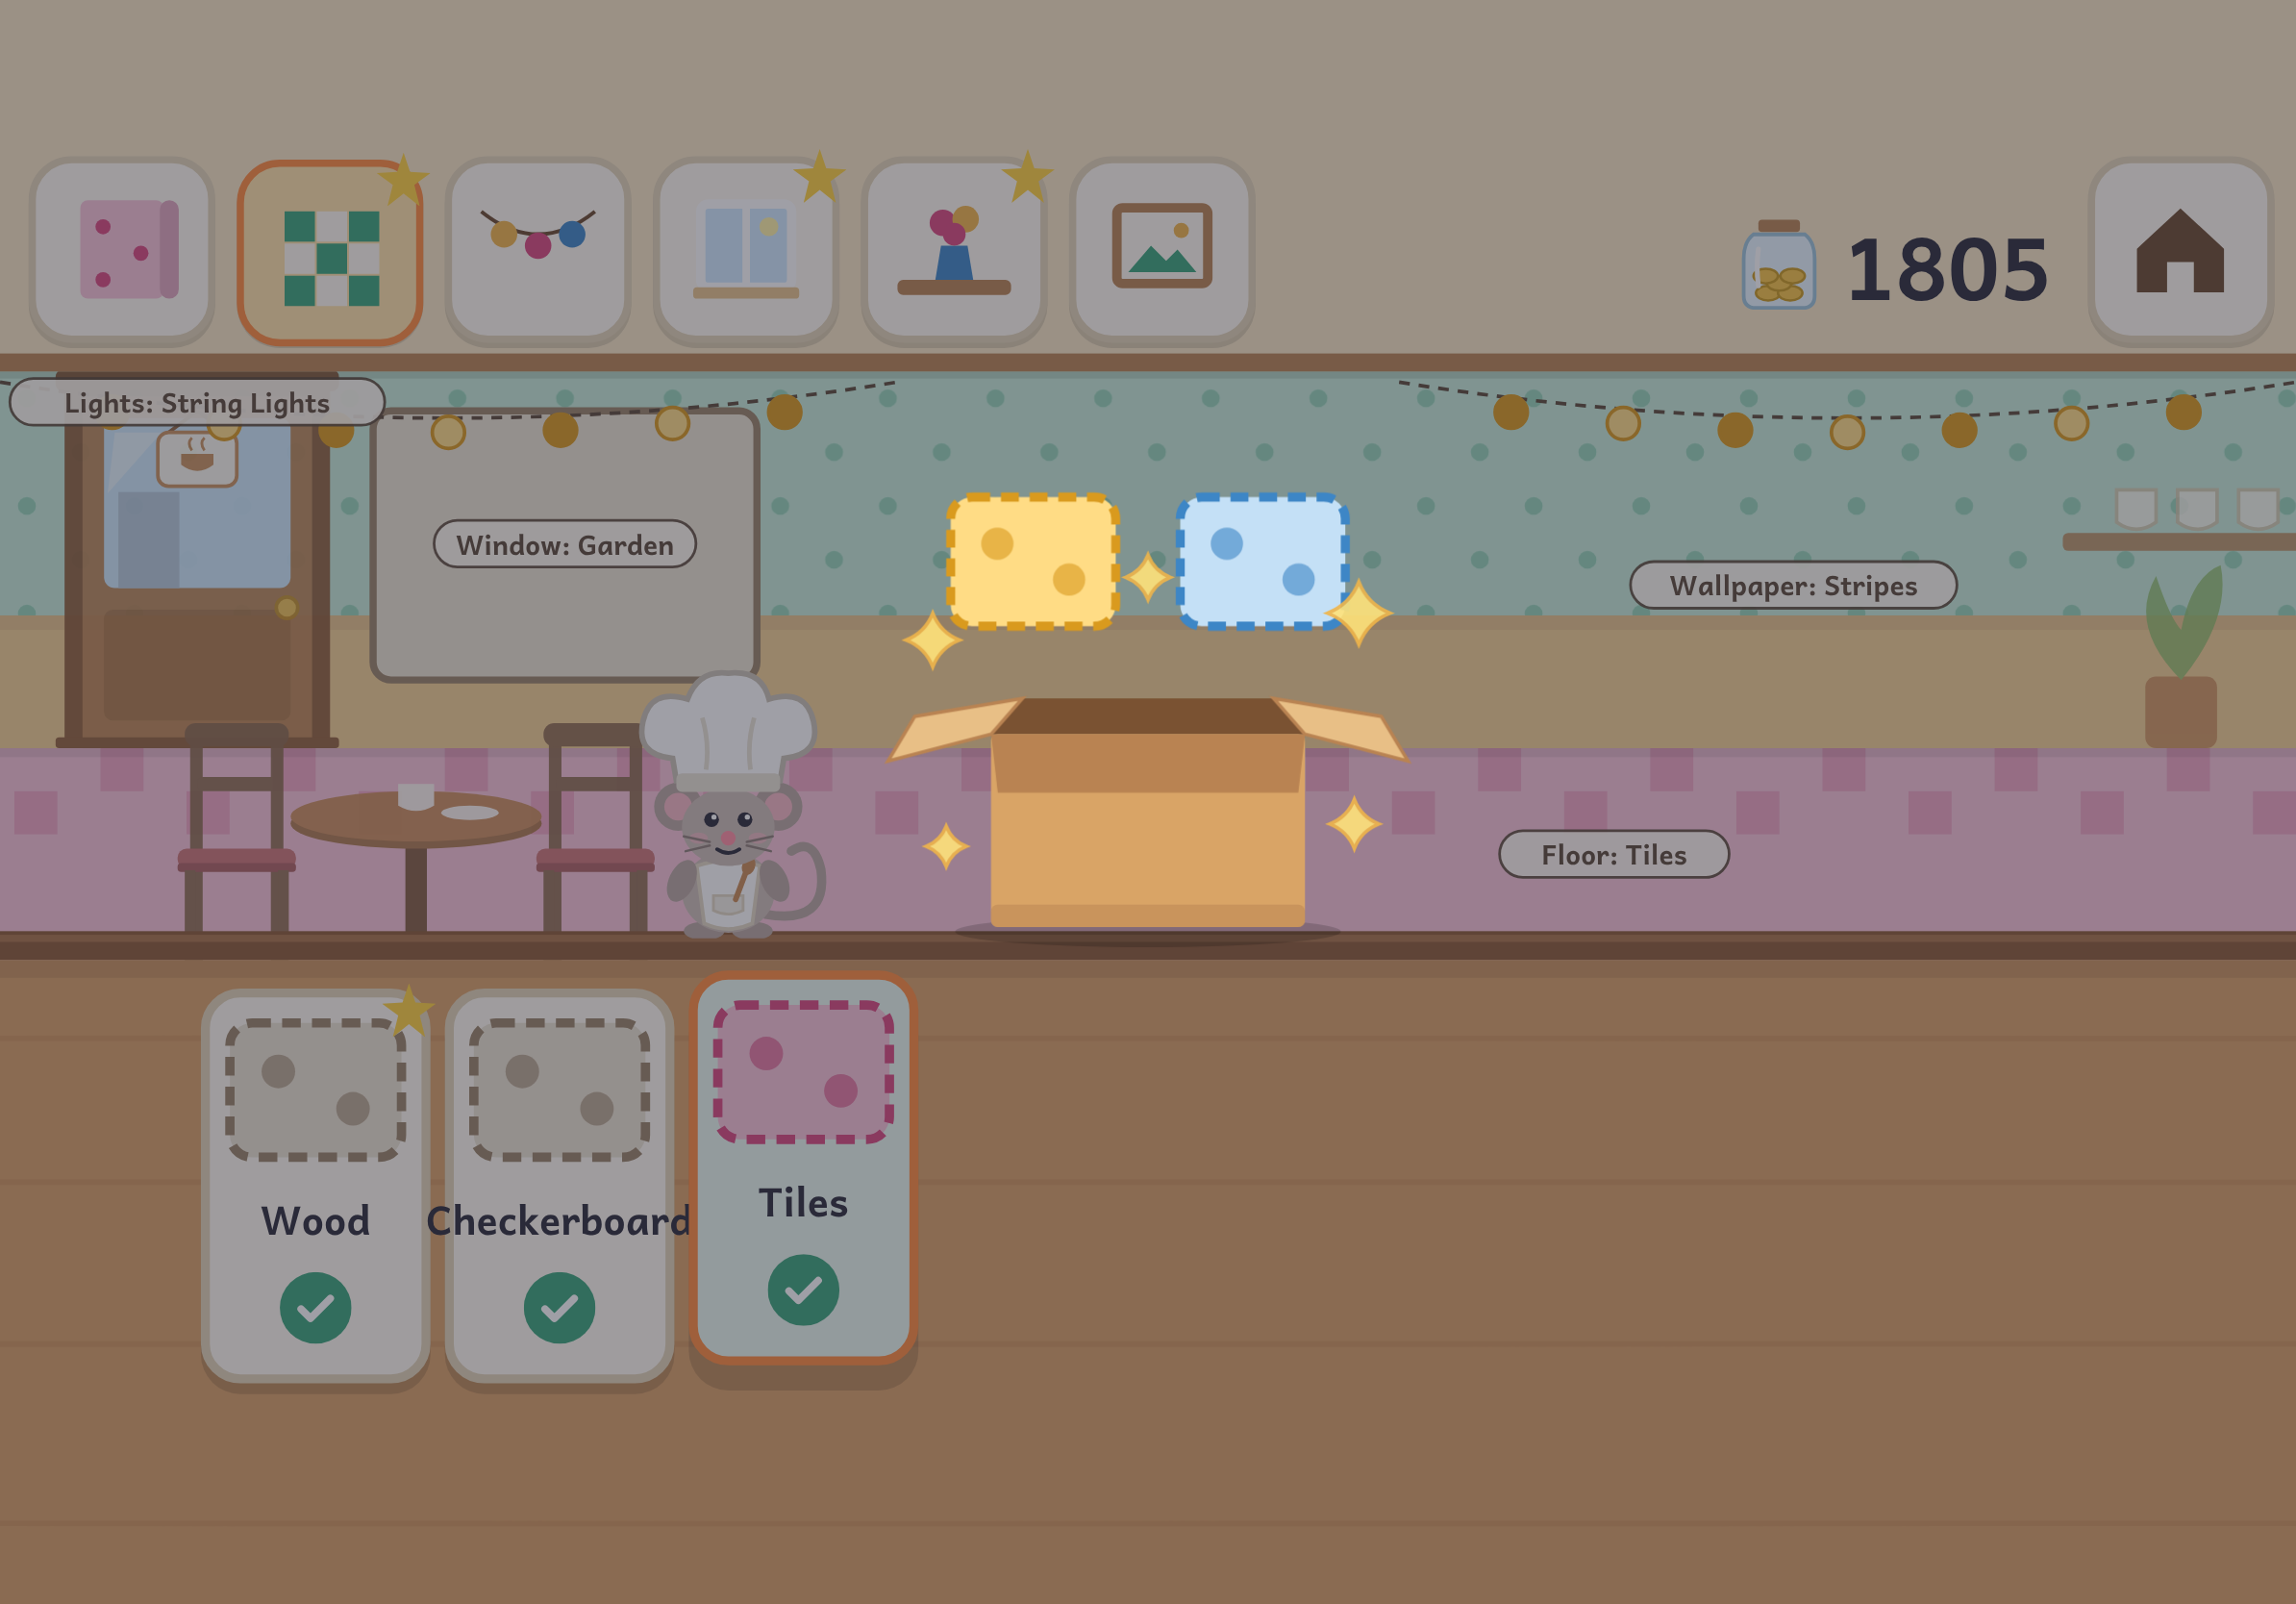 1805
Lights: String Lights
Window: Garden
Wallpaper: Stripes
Floor: Tiles
Wood
Checkerboard
Tiles